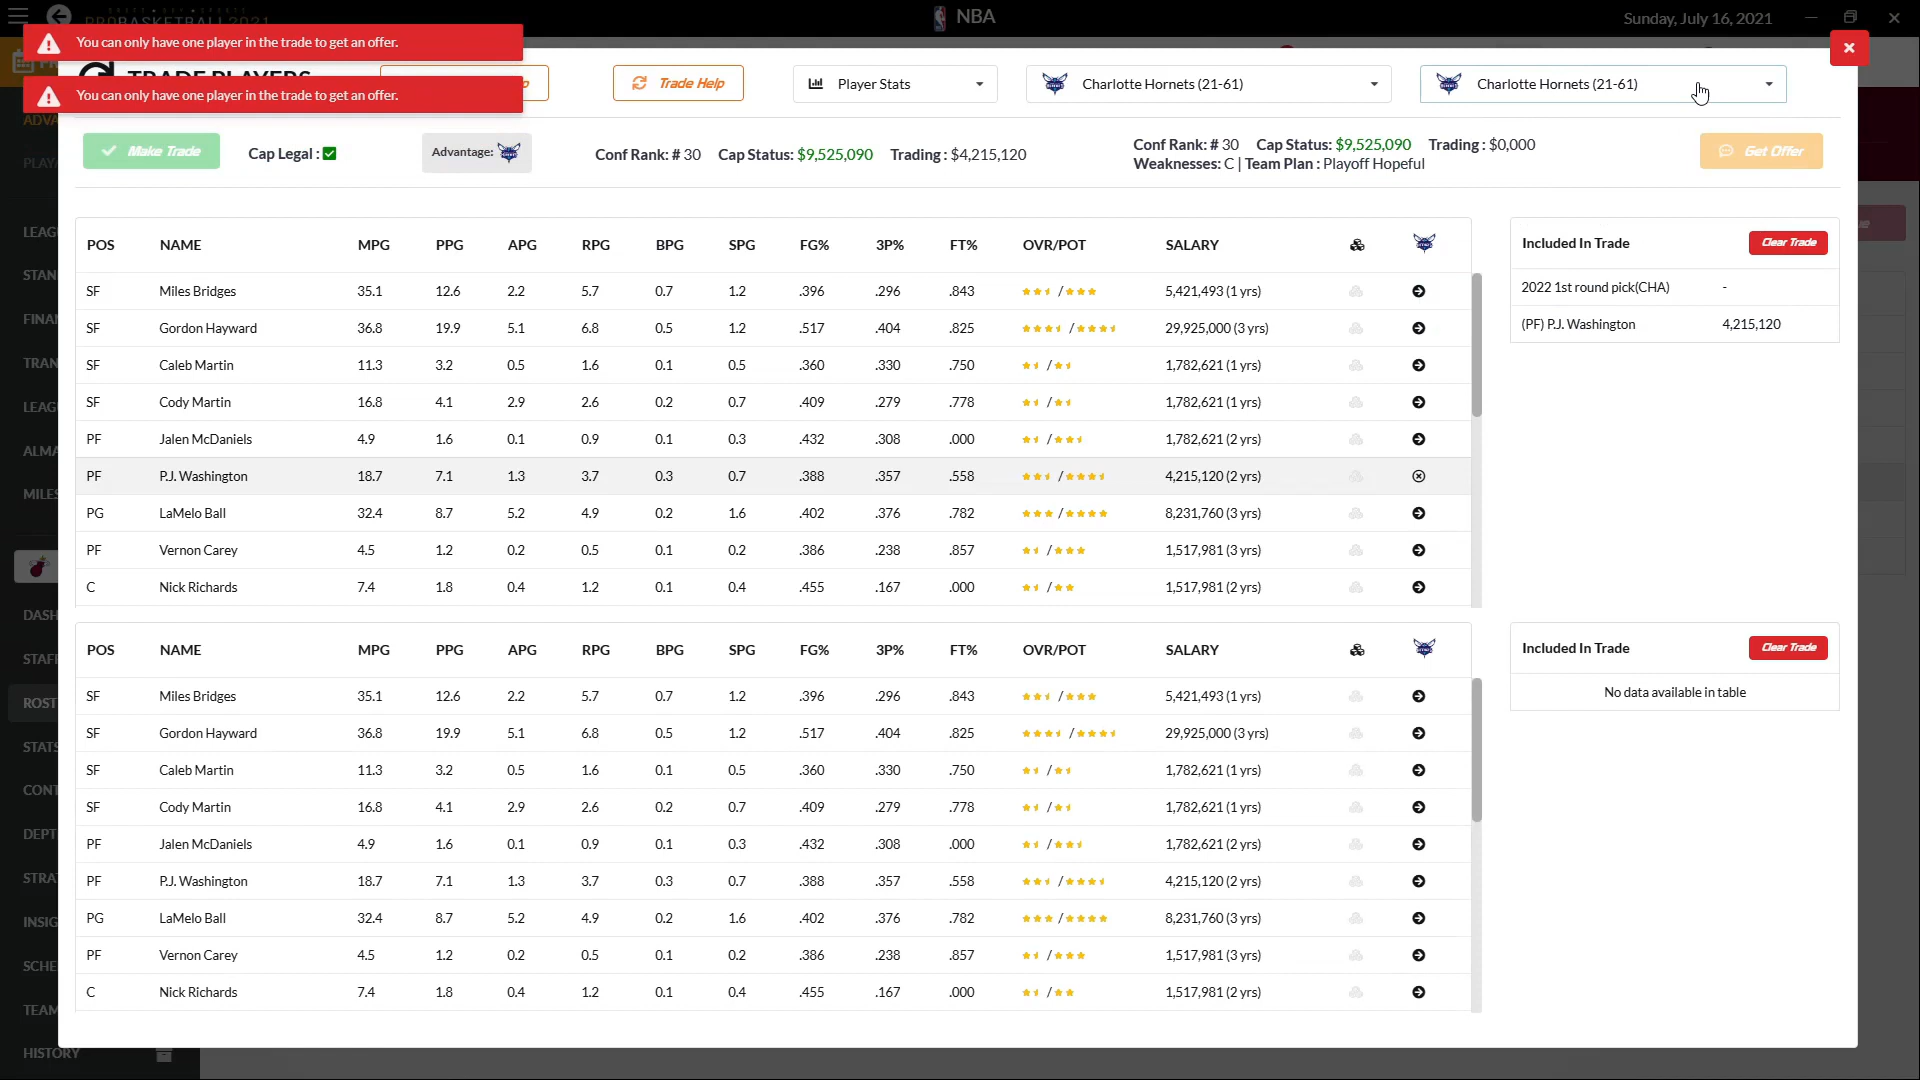 PROBASKETBALL 2021
NBA
Sunday, July 16, 2021
You can only have one player in the trade to get an offer.
You can only have one player in the trade to get an offer.
TRADE PLAYERS
Trade Help
Player Stats
Charlotte Hornets (21-61)
Charlotte Hornets (21-61)
Make Trade
Cap Legal :
Advantage:
Conf Rank: # 30 Cap Status: $9,525,090 Trading : $4,215,120
Conf Rank: # 30 Cap Status: $9,525,090 Trading : $0,000
Weaknesses: C | Team Plan : Playoff Hopeful
Get Offer
POS NAME MPG PPG APG RPG BPG SPG FG% 3P% FT% OVR/POT SALARY
SF Miles Bridges 35.1 12.6 2.2 5.7 0.7 1.2 .396 .296 .843 / 5,421,493 (1 yrs)
SF Gordon Hayward 36.8 19.9 5.1 6.8 0.5 1.2 .517 .404 .825 / 29,925,000 (3 yrs)
SF Caleb Martin 11.3 3.2 0.5 1.6 0.1 0.5 .360 .330 .750 / 1,782,621 (1 yrs)
SF Cody Martin 16.8 4.1 2.9 2.6 0.2 0.7 .409 .279 .778 / 1,782,621 (1 yrs)
PF Jalen McDaniels 4.9 1.6 0.1 0.9 0.1 0.3 .432 .308 .000 / 1,782,621 (2 yrs)
PF P.J. Washington 18.7 7.1 1.3 3.7 0.3 0.7 .388 .357 .558 / 4,215,120 (2 yrs)
PG LaMelo Ball 32.4 8.7 5.2 4.9 0.2 1.6 .402 .376 .782 / 8,231,760 (3 yrs)
PF Vernon Carey 4.5 1.2 0.2 0.5 0.1 0.2 .386 .238 .857 / 1,517,981 (3 yrs)
C Nick Richards 7.4 1.8 0.4 1.2 0.1 0.4 .455 .167 .000 / 1,517,981 (2 yrs)
Included In Trade Clear Trade
2022 1st round pick(CHA) -
(PF) P.J. Washington 4,215,120
POS NAME MPG PPG APG RPG BPG SPG FG% 3P% FT% OVR/POT SALARY
SF Miles Bridges 35.1 12.6 2.2 5.7 0.7 1.2 .396 .296 .843 / 5,421,493 (1 yrs)
SF Gordon Hayward 36.8 19.9 5.1 6.8 0.5 1.2 .517 .404 .825 / 29,925,000 (3 yrs)
SF Caleb Martin 11.3 3.2 0.5 1.6 0.1 0.5 .360 .330 .750 / 1,782,621 (1 yrs)
SF Cody Martin 16.8 4.1 2.9 2.6 0.2 0.7 .409 .279 .778 / 1,782,621 (1 yrs)
PF Jalen McDaniels 4.9 1.6 0.1 0.9 0.1 0.3 .432 .308 .000 / 1,782,621 (2 yrs)
PF P.J. Washington 18.7 7.1 1.3 3.7 0.3 0.7 .388 .357 .558 / 4,215,120 (2 yrs)
PG LaMelo Ball 32.4 8.7 5.2 4.9 0.2 1.6 .402 .376 .782 / 8,231,760 (3 yrs)
PF Vernon Carey 4.5 1.2 0.2 0.5 0.1 0.2 .386 .238 .857 / 1,517,981 (3 yrs)
C Nick Richards 7.4 1.8 0.4 1.2 0.1 0.4 .455 .167 .000 / 1,517,981 (2 yrs)
Included In Trade Clear Trade
No data available in table
ADVA
PLAY
LEAG
STAN
FINAN
TRAN
LEAG
ALMA
MILES
DASH
STAFF
ROST
STATS
CONT
DEPT
STRA
INSIG
SCHE
TEAM
HISTORY